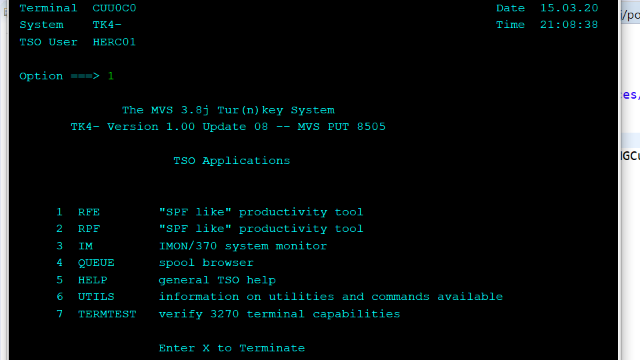 Terminal CUU0C0 Date 15.03.20
System TK4- Time 21:08:38
TSO User HERC01
Option ===> 1
The MVS 3.8j Tur(n)key System
TK4- Version 1.00 Update 08 -- MVS PUT 8505
TSO Applications
1 RFE "SPF like" productivity tool
2 RPF "SPF like" productivity tool
3 IM IMON/370 system monitor
4 QUEUE spool browser
5 HELP general TSO help
6 UTILS information on utilities and commands available
7 TERMTEST verify 3270 terminal capabilities
Enter X to Terminate